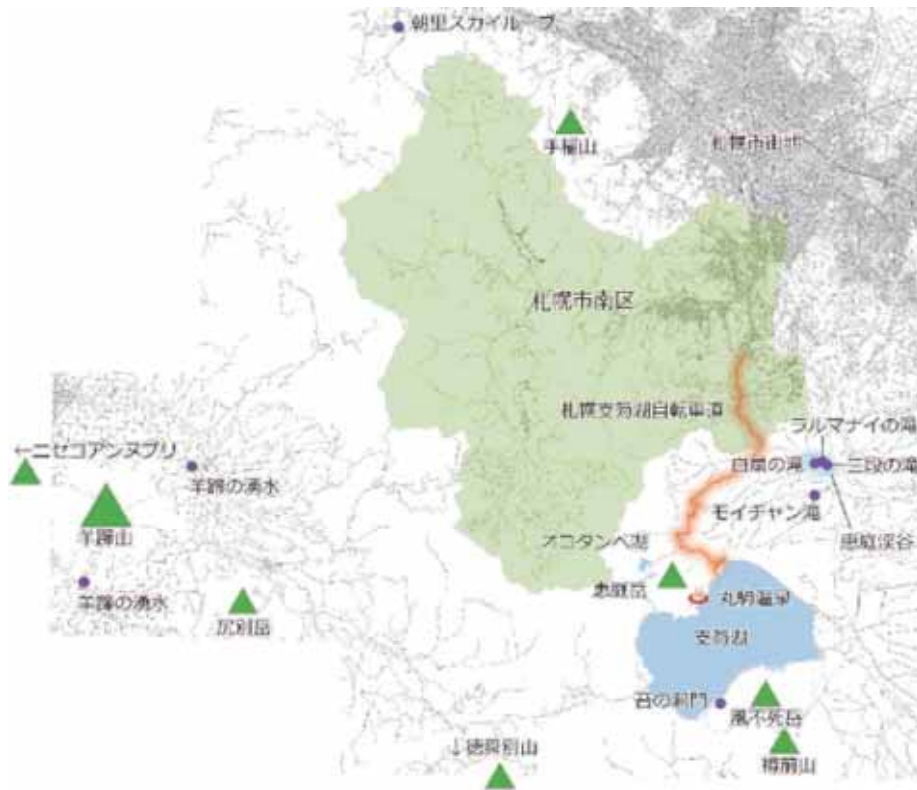 朝里スカイループ
手稲山
札幌市街地
札幌市南区
札幌支笏湖自転車道
ラルマナイの滝
←ニセコアンヌプリ
白扇の滝
三段の滝
羊蹄の湧水
モイチャン滝
羊蹄山
オコタンペ湖
恵庭渓谷
恵庭岳
丸駒温泉
羊蹄の湧水
尻別岳
支笏湖
苔の洞門
風不死岳
↓徳舜別山
樽前山